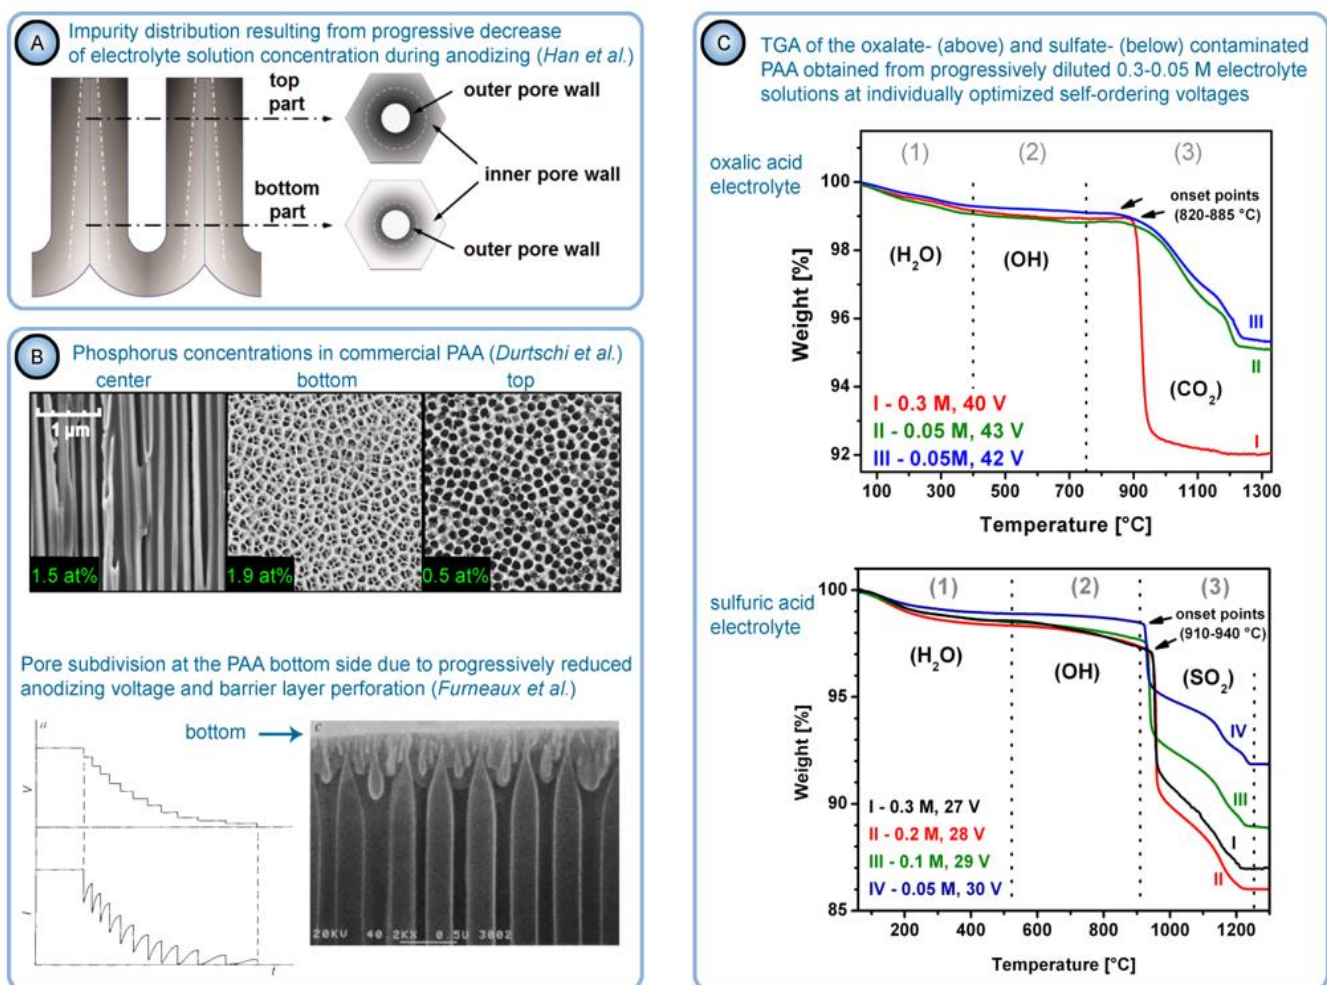 A
Impurity distribution resulting from progressive decrease
of electrolyte solution concentration during anodizing (Han et al.)
top
part
outer pore wall
inner pore wall
bottom
part
outer pore wall
B
Phosphorus concentrations in commercial PAA (Durtschi et al.)
center
bottom
top
1 μm
1.5 at%
1.9 at%
0.5 at%
Pore subdivision at the PAA bottom side due to progressively reduced
anodizing voltage and barrier layer perforation (Furneaux et al.)
a
V
I
t
bottom
c
20KV 40.2KX 0.5U 3002
C
TGA of the oxalate- (above) and sulfate- (below) contaminated
PAA obtained from progressively diluted 0.3-0.05 M electrolyte
solutions at individually optimized self-ordering voltages
oxalic acid
electrolyte
(1)
(2)
(3)
onset points
(820-885 °C)
(H2O)
(OH)
(CO2)
III
II
I
I - 0.3 M, 40 V
II - 0.05 M, 43 V
III - 0.05M, 42 V
Weight [%]
100
98
96
94
92
100 300 500 700 900 1100 1300
Temperature [°C]
sulfuric acid
electrolyte
(1)
(2)
(3)
onset points
(910-940 °C)
(H2O)
(OH)
(SO2)
IV
III
I
II
I - 0.3 M, 27 V
II - 0.2 M, 28 V
III - 0.1 M, 29 V
IV - 0.05 M, 30 V
Weight [%]
100
95
90
85
200 400 600 800 1000 1200
Temperature [°C]